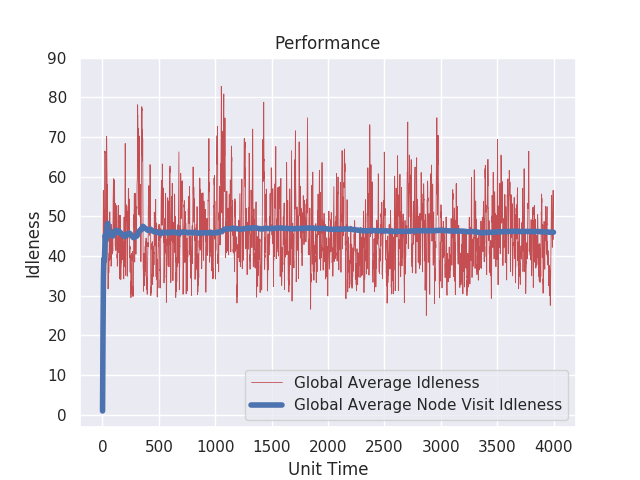 Performance
90
80
70
60
50
40
30
20
10
0
Idleness
Global Average Idleness
Global Average Node Visit Idleness
0 500 1000 1500 2000 2500 3000 3500 4000
Unit Time